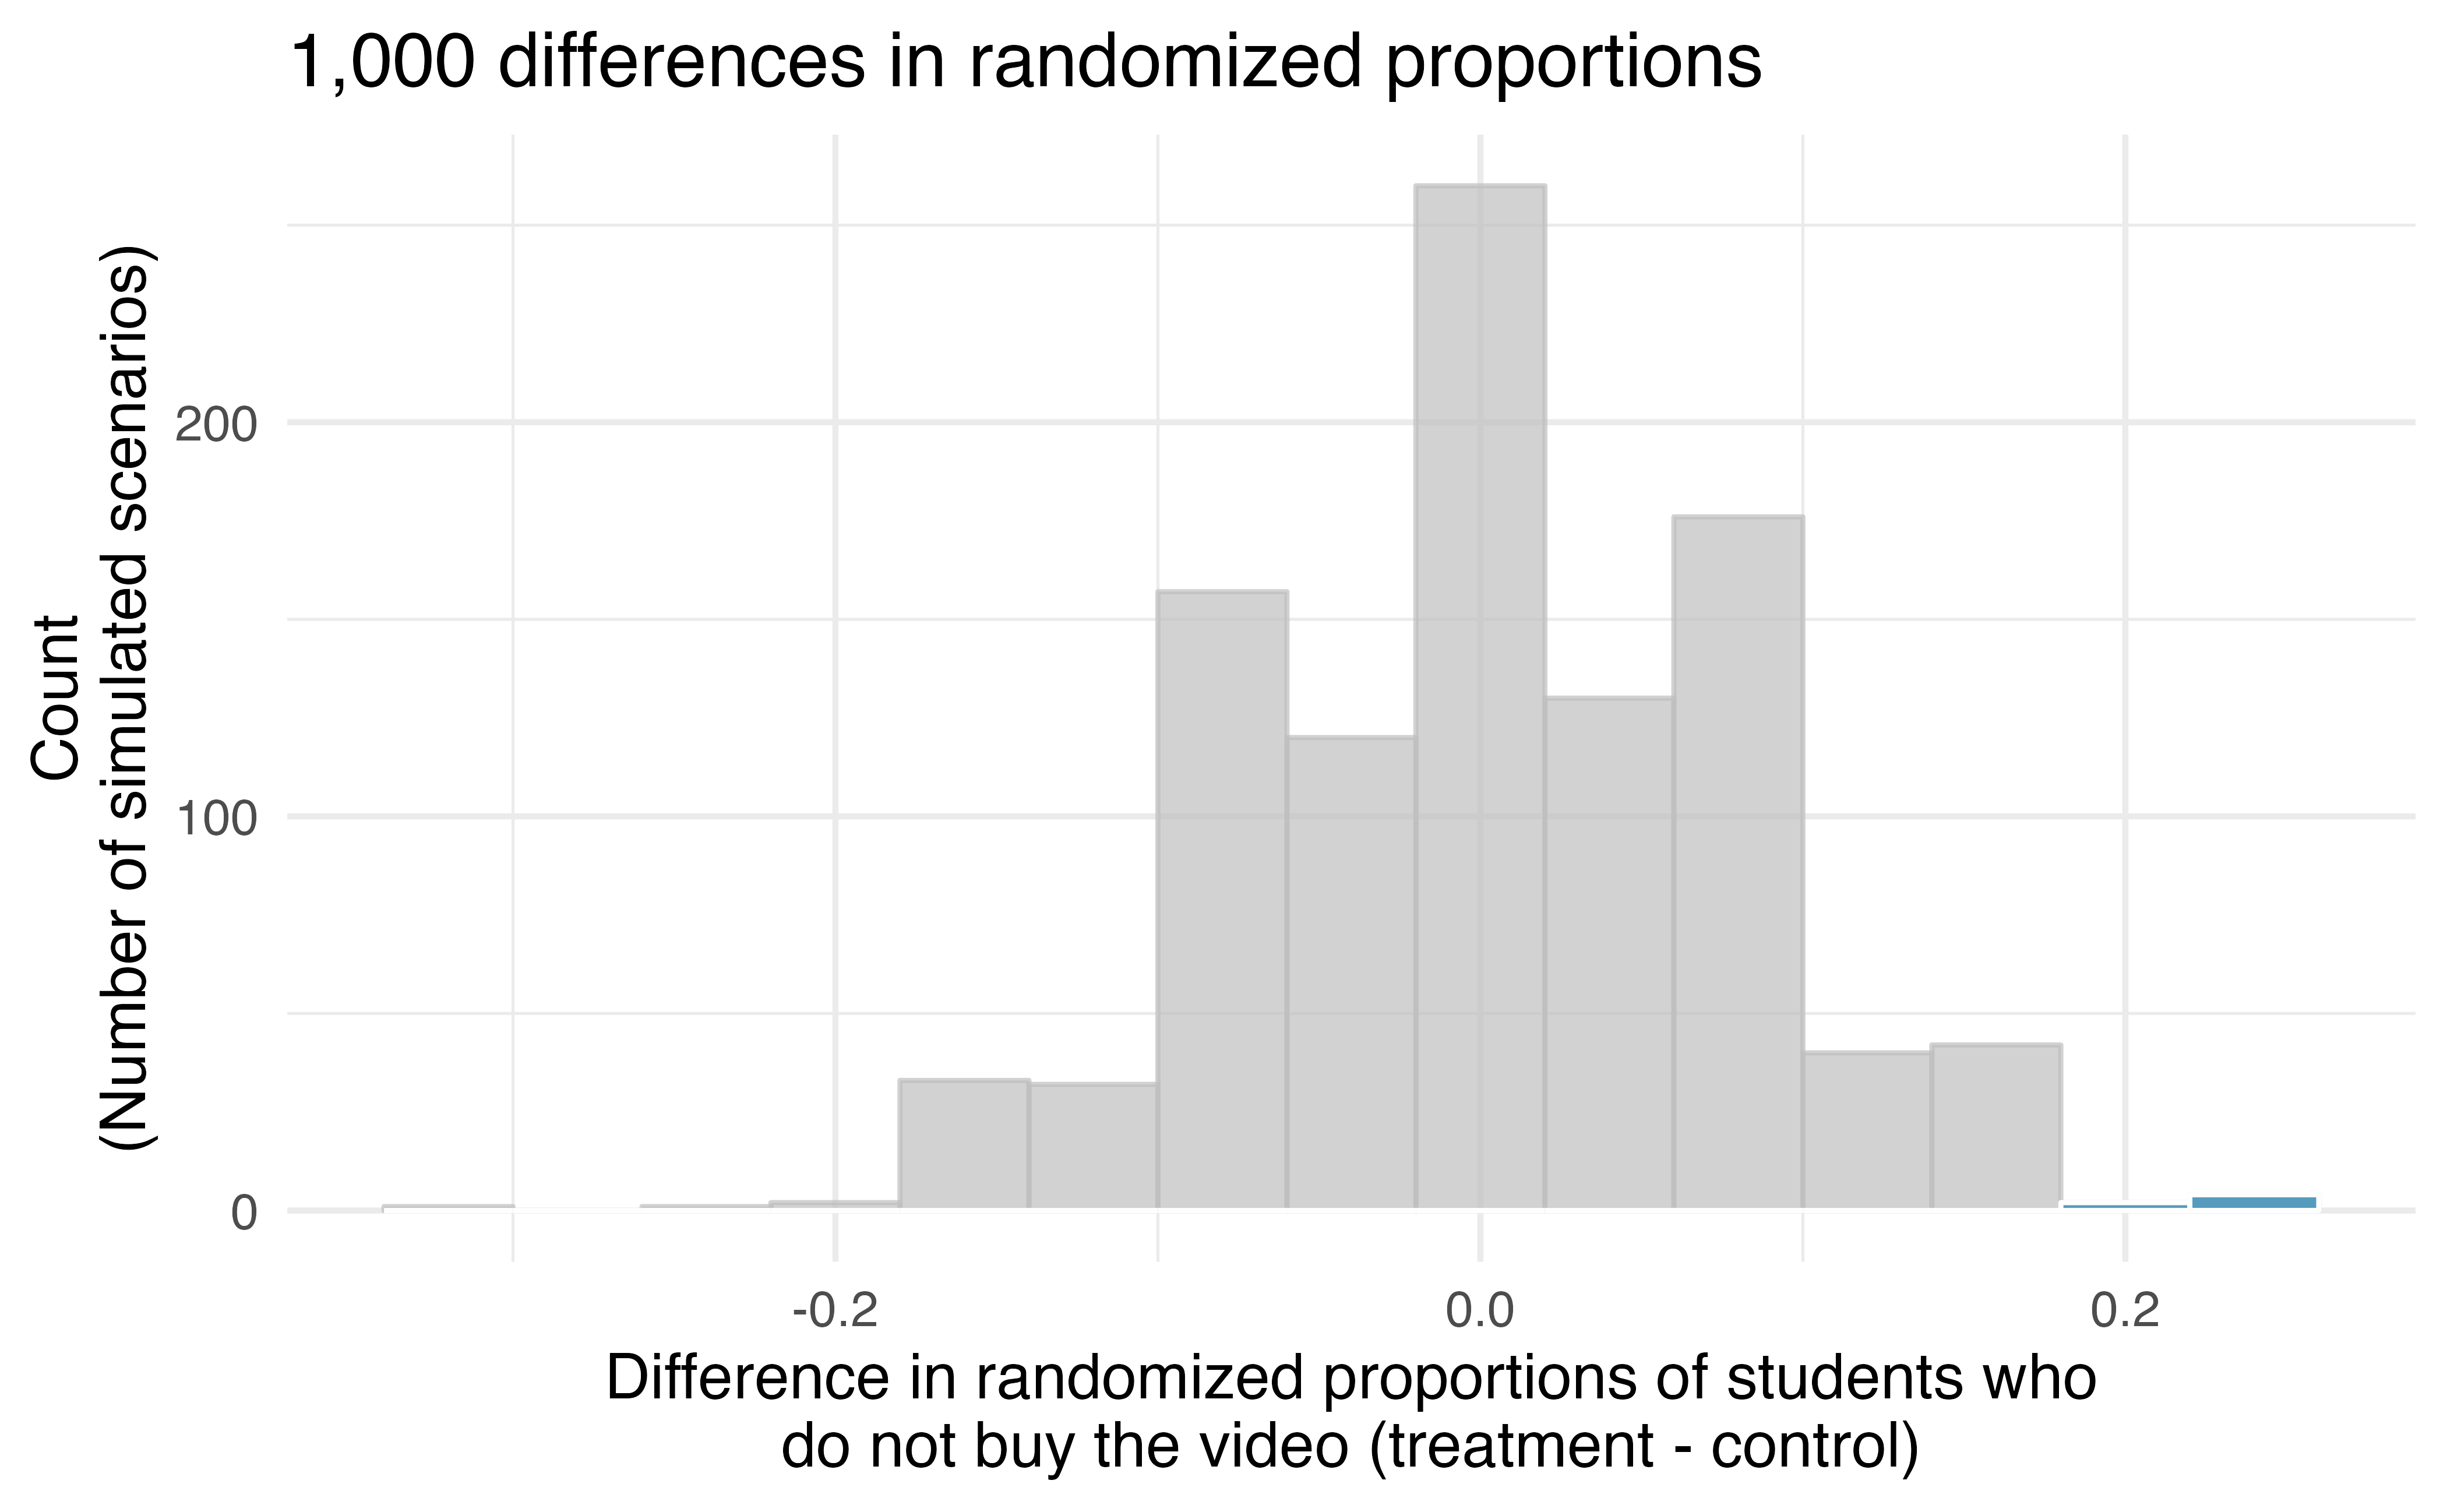 1,000 differences in randomized proportions
Count
(Number of simulated scenarios)
200
100
0
-0.2
0.0
0.2
Difference in randomized proportions of students who
do not buy the video (treatment - control)